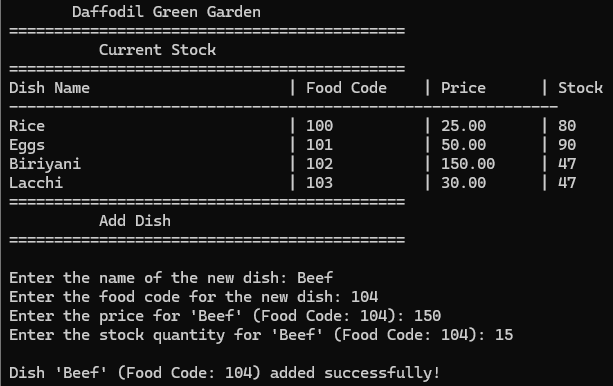 Daffodil Green Garden
============================================
Current Stock
============================================
Dish Name | Food Code | Price | Stock
-------------------------------------------------------------
Rice | 100 | 25.00 | 80
Eggs | 101 | 50.00 | 90
Biriyani | 102 | 150.00 | 47
Lacchi | 103 | 30.00 | 47
============================================
Add Dish
============================================
Enter the name of the new dish: Beef
Enter the food code for the new dish: 104
Enter the price for 'Beef' (Food Code: 104): 150
Enter the stock quantity for 'Beef' (Food Code: 104): 15
Dish 'Beef' (Food Code: 104) added successfully!